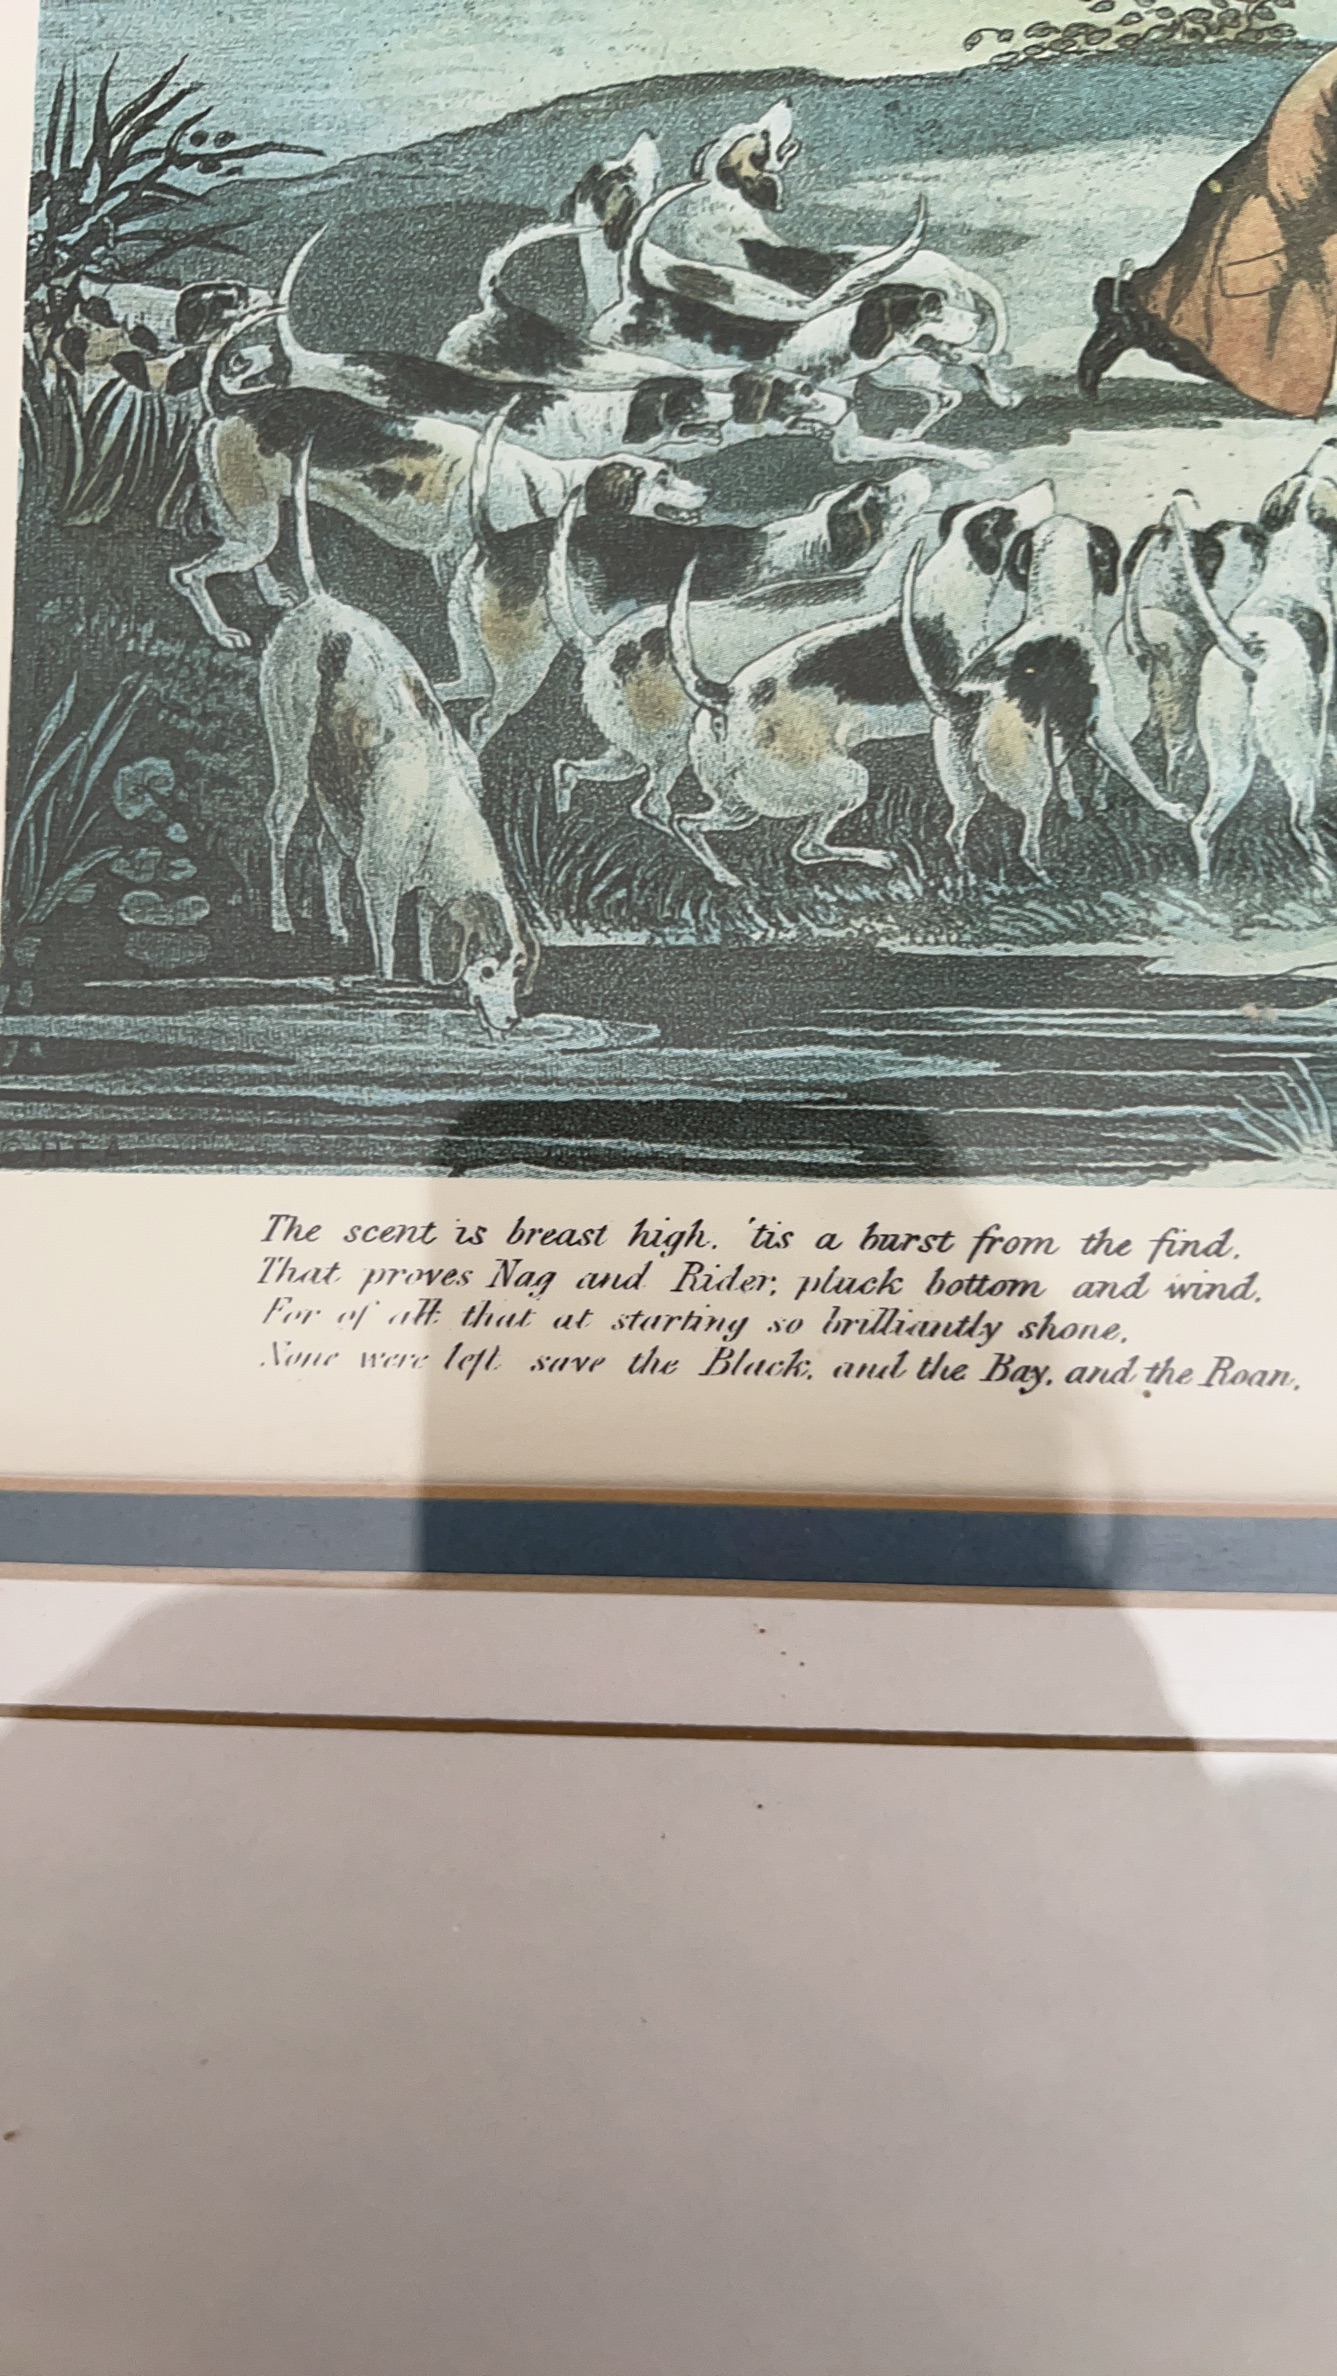 The scent is breast high. 'tis a burst from the find.
That proves Nag and Rider; pluck bottom and wind.
For of all that at starting so brilliantly shone.
None were left save the Black. and the Bay. and the Roan.